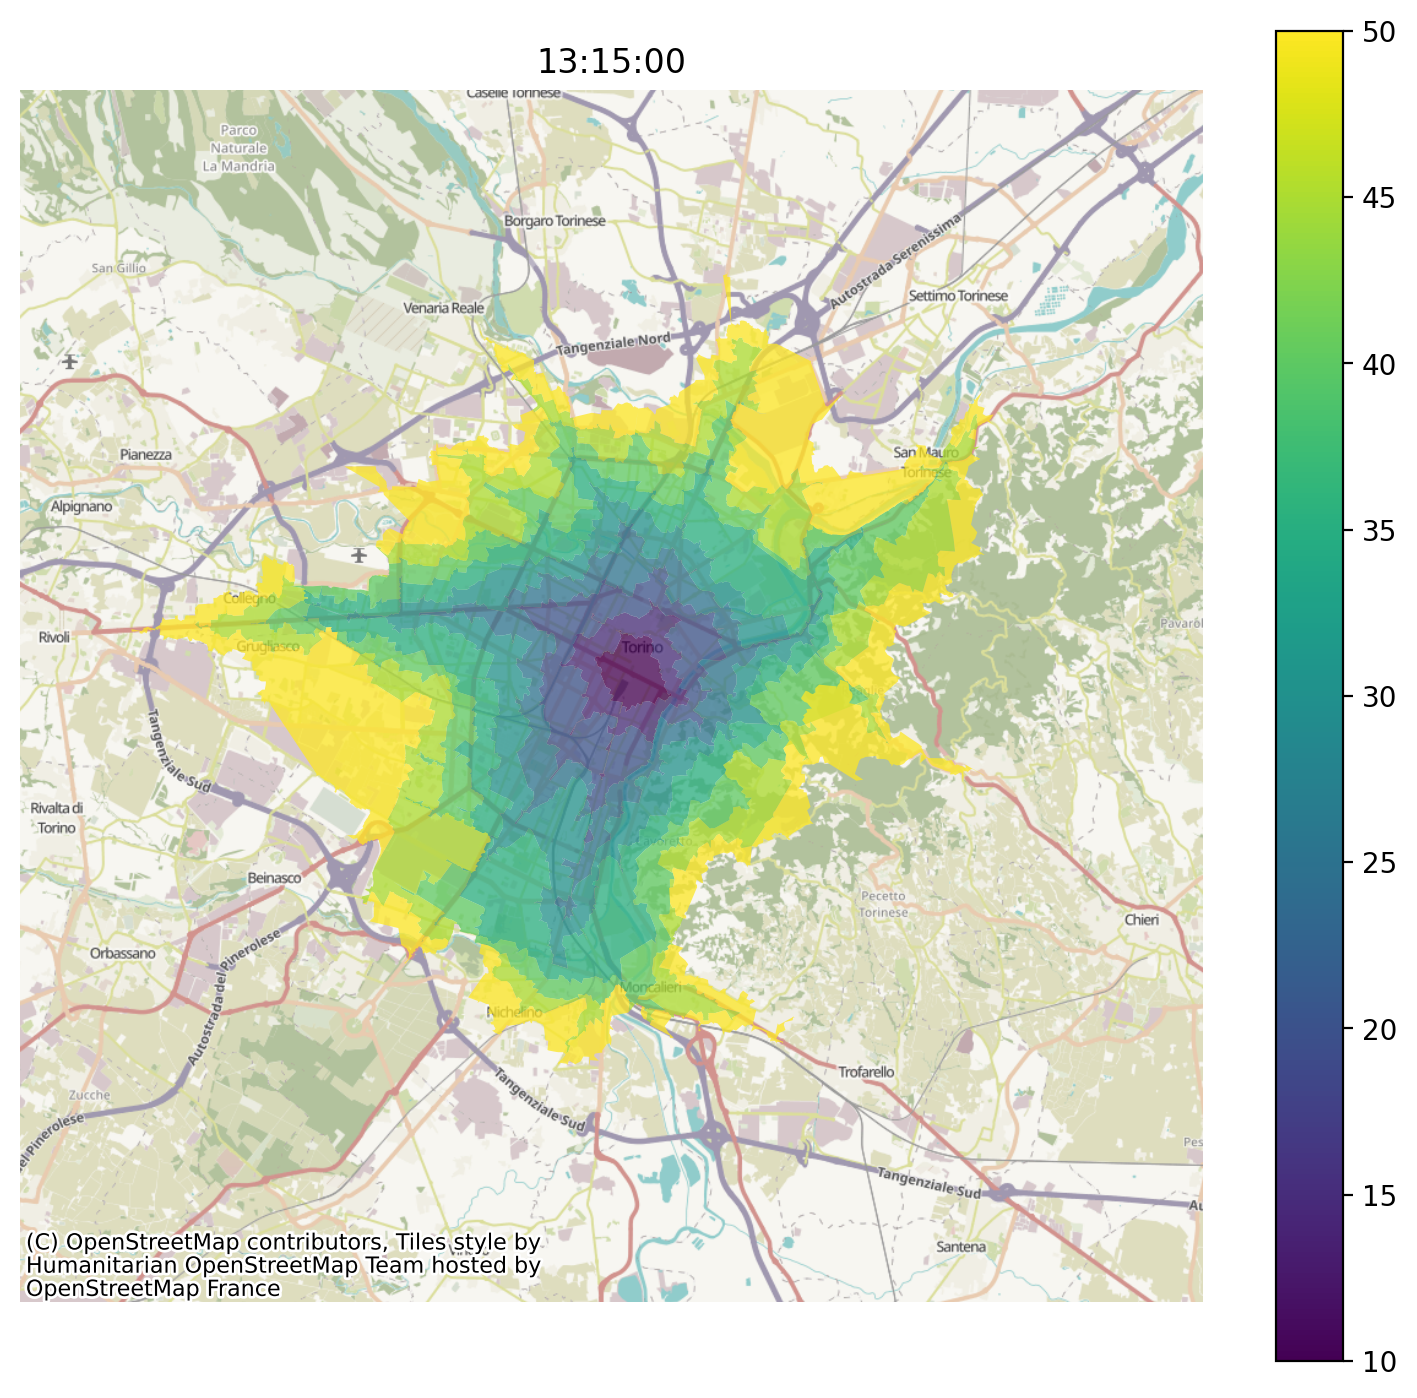 13:15:00
50
45
40
35
30
25
20
15
10
Caselle Torinese
Parco
Naturale
La Mandria
Borgaro Torinese
San Gillio
Venaria Reale
Autostrada Serenissima
Settimo Torinese
Tangenziale Nord
Pianezza
San Mauro
Torinese
Alpignano
Collegno
Rivoli
Grugliasco
Torino
Tangenziale Sud
Rivalta di
Torino
Cavoretto
Beinasco
Pecetto
Torinese
Chieri
Orbassano
Autostrada del Pinerolese
Moncalieri
Nichelino
Trofarello
Zucche
Tangenziale Sud
Tangenziale Sud
Santena
(C) OpenStreetMap contributors, Tiles style by
Humanitarian OpenStreetMap Team hosted by
OpenStreetMap France